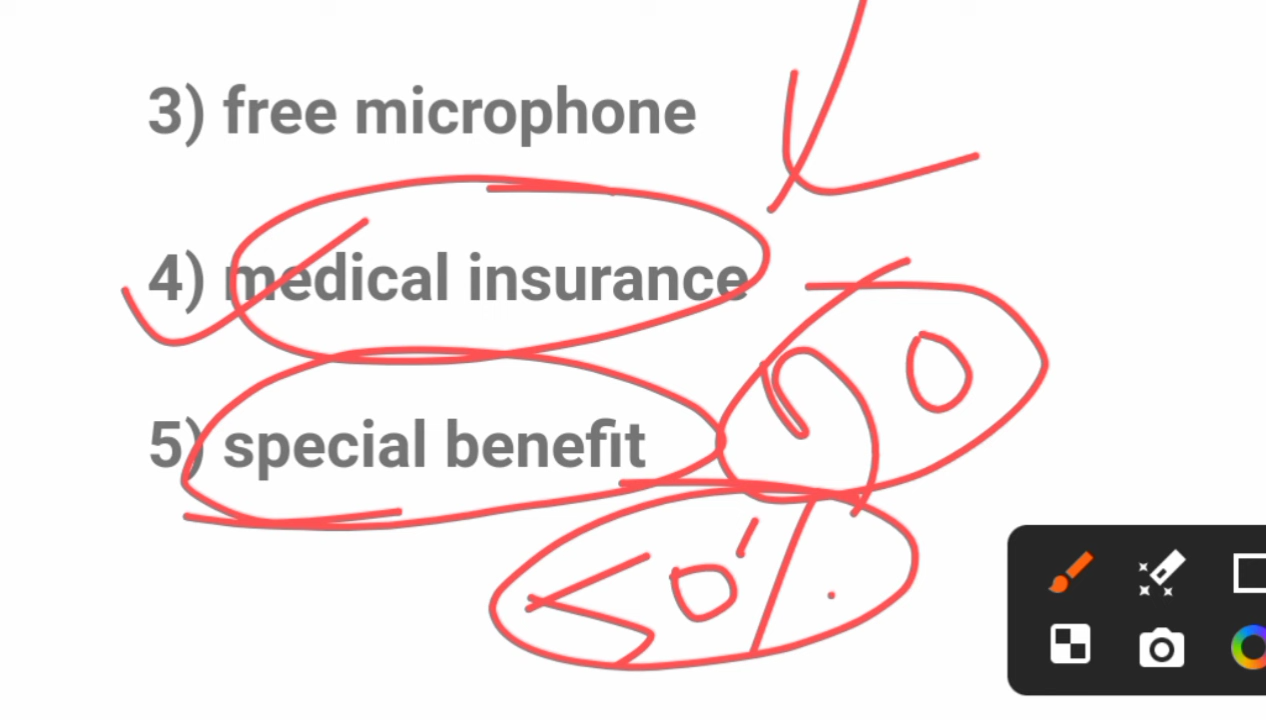 3) free microphone
4) medical insurance
5) special benefit